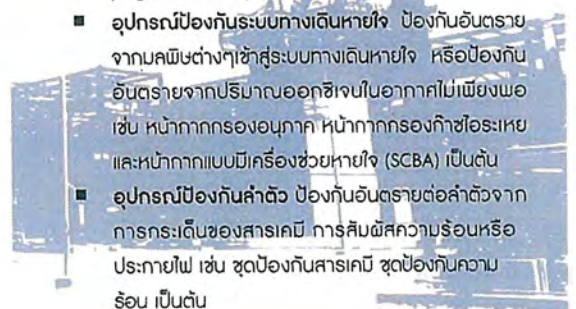 ■ อุปกรณ์ป้องกันระบบทางเดินหายใจ ป้องกันอันตราย
จากมลพิษต่างๆเข้าสู่ระบบทางเดินหายใจ หรือป้องกัน
อันตรายจากปริมาณออกซิเจนในอากาศไม่เพียงพอ
เช่น หน้ากากกรองอนุภาค หน้ากากกรองก๊าซไอระเหย
และหน้ากากแบบมีเครื่องช่วยหายใจ (SCBA) เป็นต้น
■ อุปกรณ์ป้องกันลำตัว ป้องกันอันตรายต่อลำตัวจาก
การกระเด็นของสารเคมี การสัมผัสความร้อนหรือ
ประกายไฟ เช่น ชุดป้องกันสารเคมี ชุดป้องกันความ
ร้อน เป็นต้น